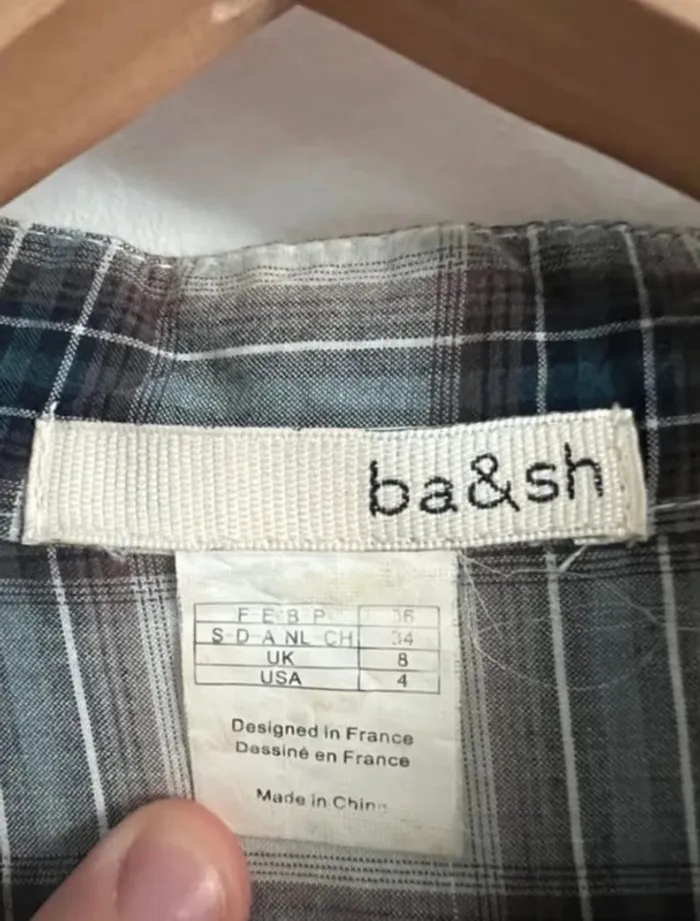 ba&sh
F E B P 36
S-D A NL CH 34
UK 8
USA 4
Designed in France
Dessiné en France
Made in China